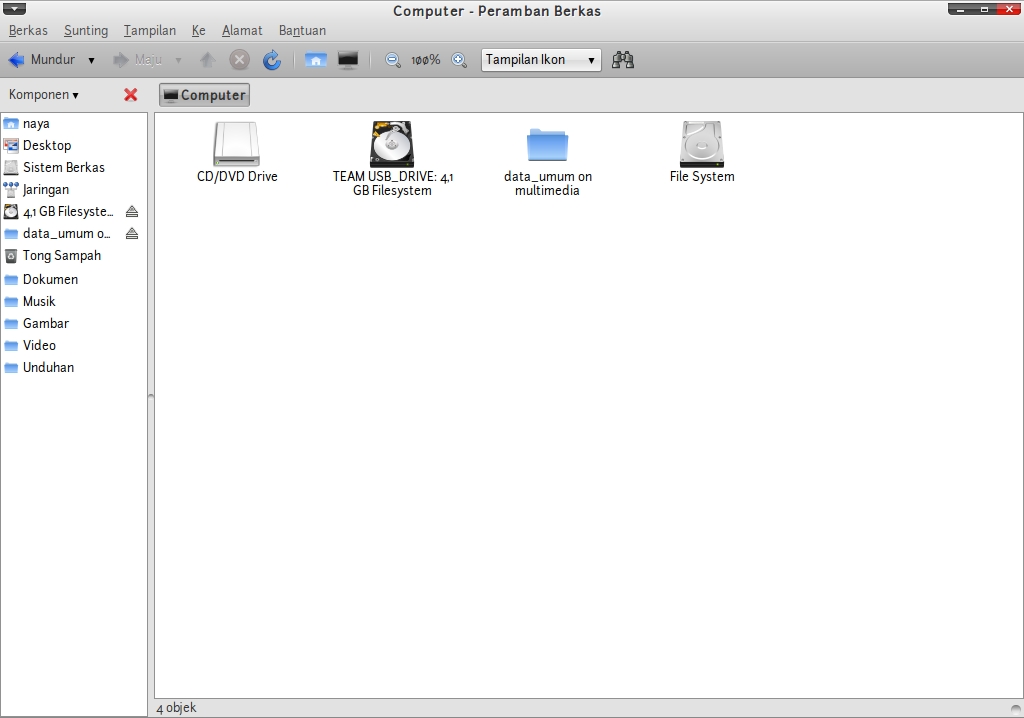 Computer - Peramban Berkas
Berkas Sunting Tampilan Ke Alamat Bantuan
Mundur Maju 100% Tampilan Ikon
Komponen
Computer
naya
Desktop
Sistem Berkas
Jaringan
4,1 GB Filesyste...
data_umum o...
Tong Sampah
Dokumen
Musik
Gambar
Video
Unduhan
CD/DVD Drive
TEAM USB_DRIVE: 4,1
GB Filesystem
data_umum on
multimedia
File System
4 objek